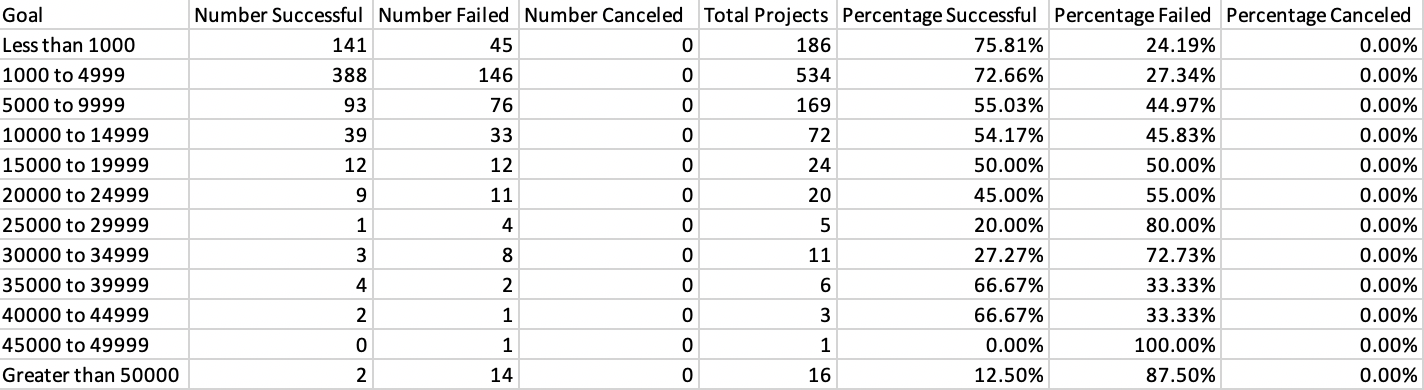 Goal Number Successful Number Failed Number Canceled Total Projects Percentage Successful Percentage Failed Percentage Canceled
Less than 1000 141 45 0 186 75.81% 24.19% 0.00%
1000 to 4999 388 146 0 534 72.66% 27.34% 0.00%
5000 to 9999 93 76 0 169 55.03% 44.97% 0.00%
10000 to 14999 39 33 0 72 54.17% 45.83% 0.00%
15000 to 19999 12 12 0 24 50.00% 50.00% 0.00%
20000 to 24999 9 11 0 20 45.00% 55.00% 0.00%
25000 to 29999 1 4 0 5 20.00% 80.00% 0.00%
30000 to 34999 3 8 0 11 27.27% 72.73% 0.00%
35000 to 39999 4 2 0 6 66.67% 33.33% 0.00%
40000 to 44999 2 1 0 3 66.67% 33.33% 0.00%
45000 to 49999 0 1 0 1 0.00% 100.00% 0.00%
Greater than 50000 2 14 0 16 12.50% 87.50% 0.00%